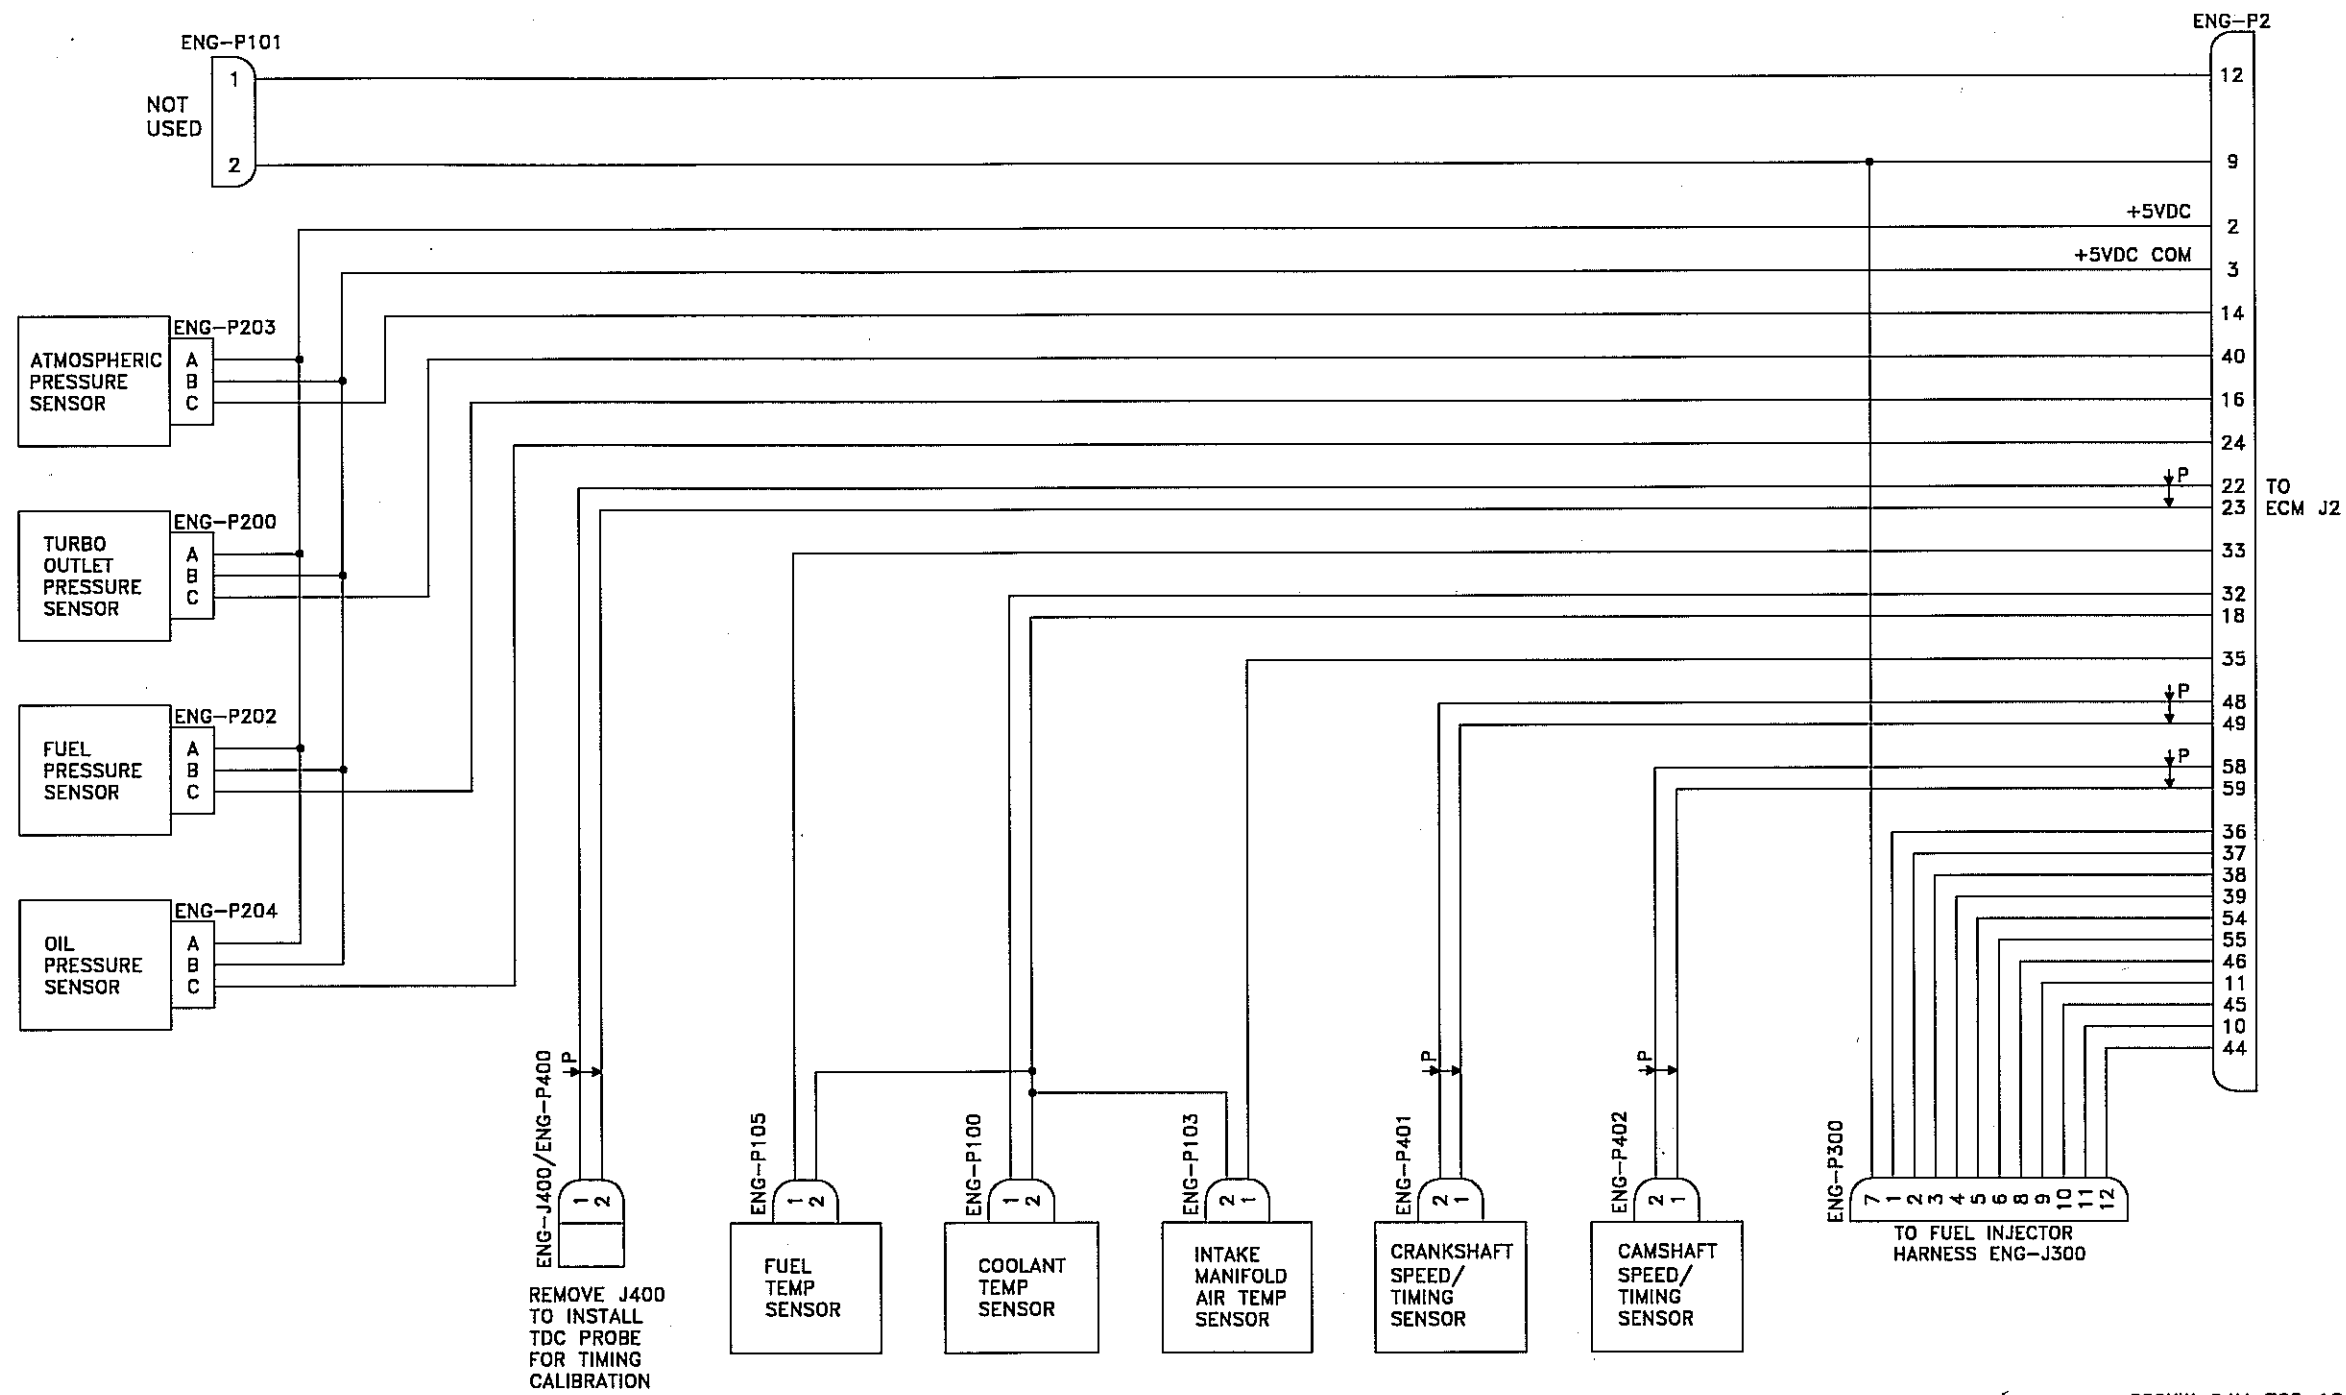 ENG-P2
ENG-P101
1
NOT
USED
2
12
9
+5VDC
2
+5VDC COM
3
14
40
16
24
P
22
23
TO
ECM J2
33
32
18
35
P
48
49
P
58
59
36
37
38
39
54
55
46
11
45
10
44
ENG-P203
ATMOSPHERIC
PRESSURE
SENSOR
A
B
C
ENG-P200
TURBO
OUTLET
PRESSURE
SENSOR
A
B
C
ENG-P202
FUEL
PRESSURE
SENSOR
A
B
C
ENG-P204
OIL
PRESSURE
SENSOR
A
B
C
P
ENG-J400/ENG-P400
1
2
REMOVE J400
TO INSTALL
TDC PROBE
FOR TIMING
CALIBRATION
ENG-P105
1
2
FUEL
TEMP
SENSOR
ENG-P100
1
2
COOLANT
TEMP
SENSOR
ENG-P103
2
1
INTAKE
MANIFOLD
AIR TEMP
SENSOR
P
ENG-P401
2
1
CRANKSHAFT
SPEED/
TIMING
SENSOR
P
ENG-P402
2
1
CAMSHAFT
SPEED/
TIMING
SENSOR
ENG-P300
7
1
2
3
4
5
6
8
9
10
11
12
TO FUEL INJECTOR
HARNESS ENG-J300